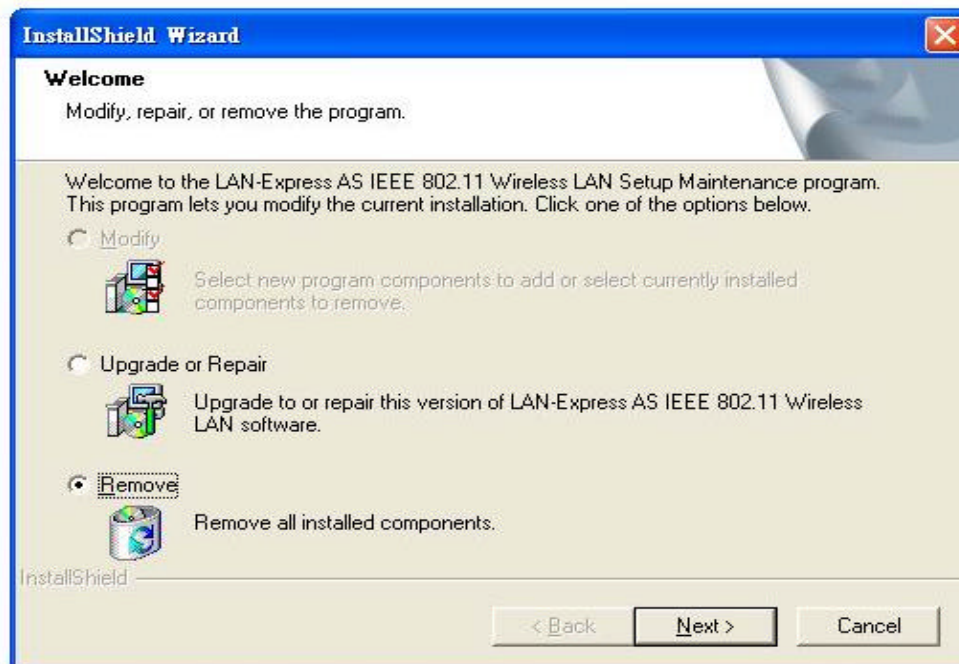 InstallShield Wizard
Welcome
Modify, repair, or remove the program.
Welcome to the LAN-Express AS IEEE 802.11 Wireless LAN Setup Maintenance program.
This program lets you modify the current installation. Click one of the options below.
Modify
Select new program components to add or select currently installed
components to remove.
Upgrade or Repair
Upgrade to or repair this version of LAN-Express AS IEEE 802.11 Wireless
LAN software.
Remove
Remove all installed components.
InstallShield
< Back Next > Cancel